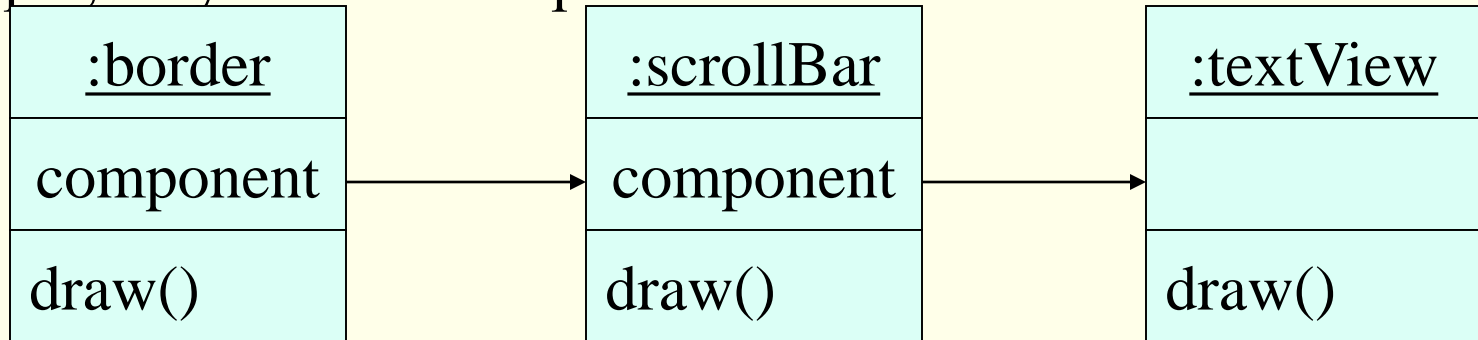 :border :scrollBar :textView
component component
draw() draw() draw()